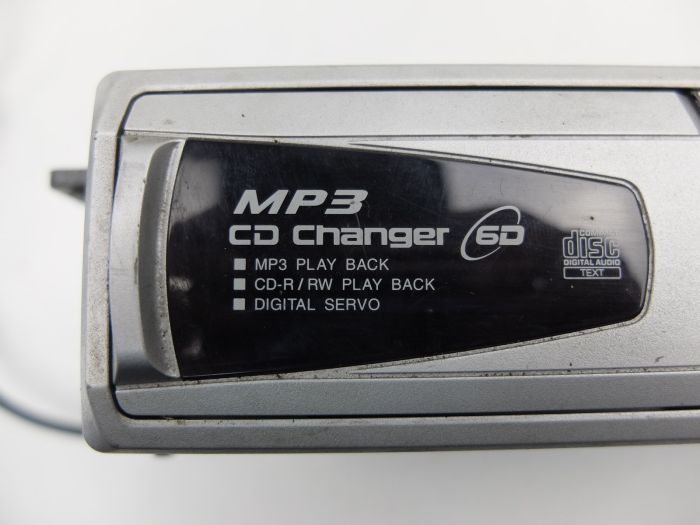 MP3
CD Changer 6D
■ MP3 PLAY BACK
■ CD-R/RW PLAY BACK
■ DIGITAL SERVO
COMPACT
disc
DIGITAL AUDIO
TEXT